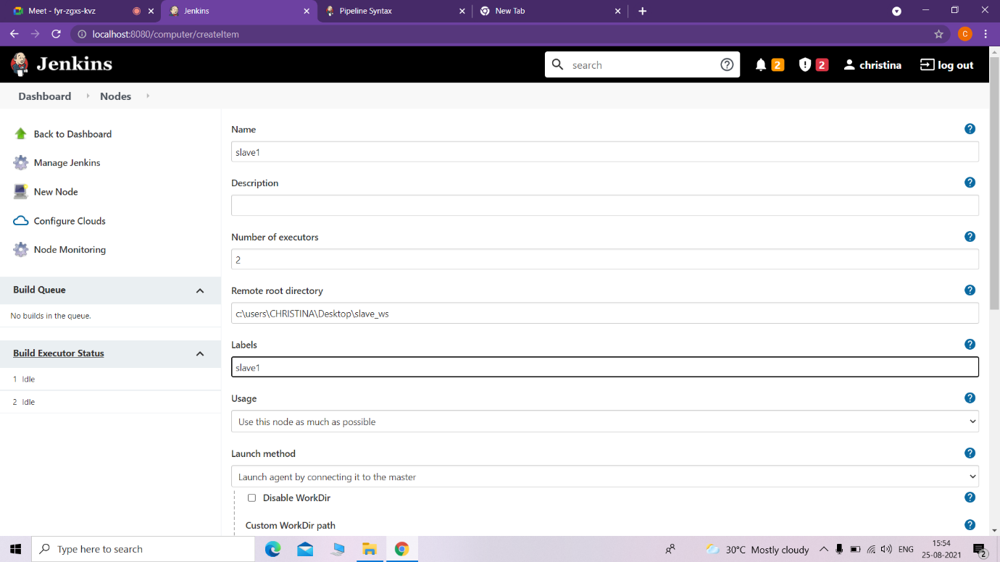 Meet - fyr-zgxs-kvz
Jenkins
Pipeline Syntax
New Tab
localhost:8080/computer/createItem
C
Jenkins
search
2
2
christina
log out
Dashboard
Nodes
Back to Dashboard
Manage Jenkins
New Node
Configure Clouds
Node Monitoring
Build Queue
No builds in the queue.
Build Executor Status
1 Idle
2 Idle
Name
slave1
Description
Number of executors
2
Remote root directory
c:\users\CHRISTINA\Desktop\slave_ws
Labels
slave1
Usage
Use this node as much as possible
Launch method
Launch agent by connecting it to the master
Disable WorkDir
Custom WorkDir path
Type here to search
30°C Mostly cloudy
ENG
15:54
25-08-2021
2